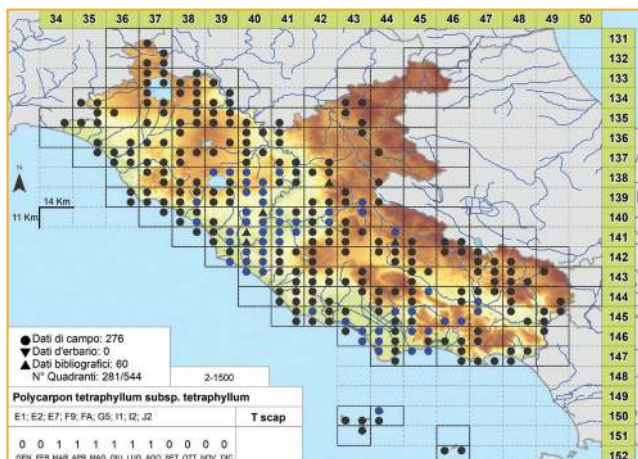 34 35 36 37 38 39 40 41 42 43 44 45 46 47 48 49 50
131
132
133
134
135
136
137
138
139
140
141
142
143
144
145
146
147
148
149
150
151
152
N
14 Km
11 Km
Dati di campo: 276
Dati d'erbario: 0
Dati bibliografici: 60
N° Quadranti: 281/544
2-1500
Polycarpon tetraphyllum subsp. tetraphyllum
E1; E2; E7; F9; FA; G5; I1; I2; J2
T scap
0 0 1 1 1 1 1 1 0 0 0 0
GEN FEB MAR APR MAG GIU LUG AGO SET OTT NOV DIC